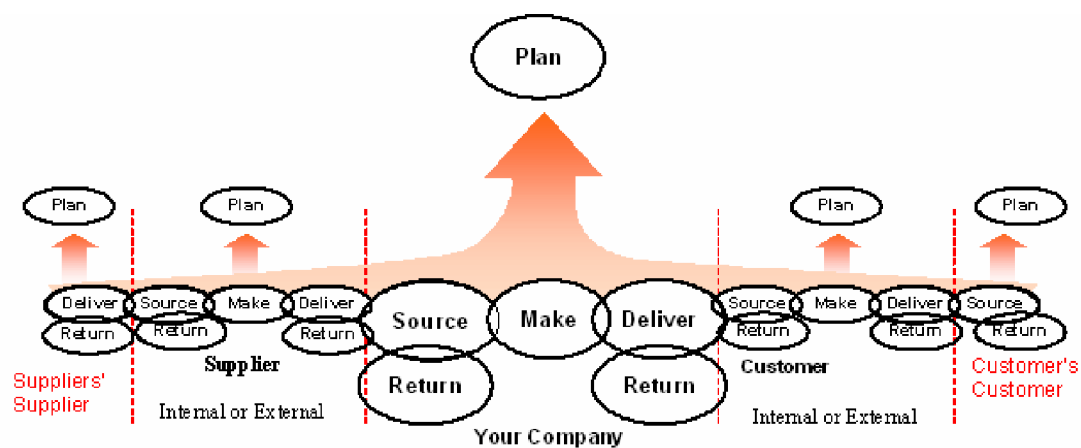 Plan
Plan
Plan
Plan
Plan
Deliver
Source
Make
Deliver
Source
Make
Deliver
Source
Make
Deliver
Source
Return
Return
Return
Return
Return
Return
Return
Return
Suppliers'
Supplier
Supplier
Internal or External
Your Company
Customer
Internal or External
Customer's
Customer